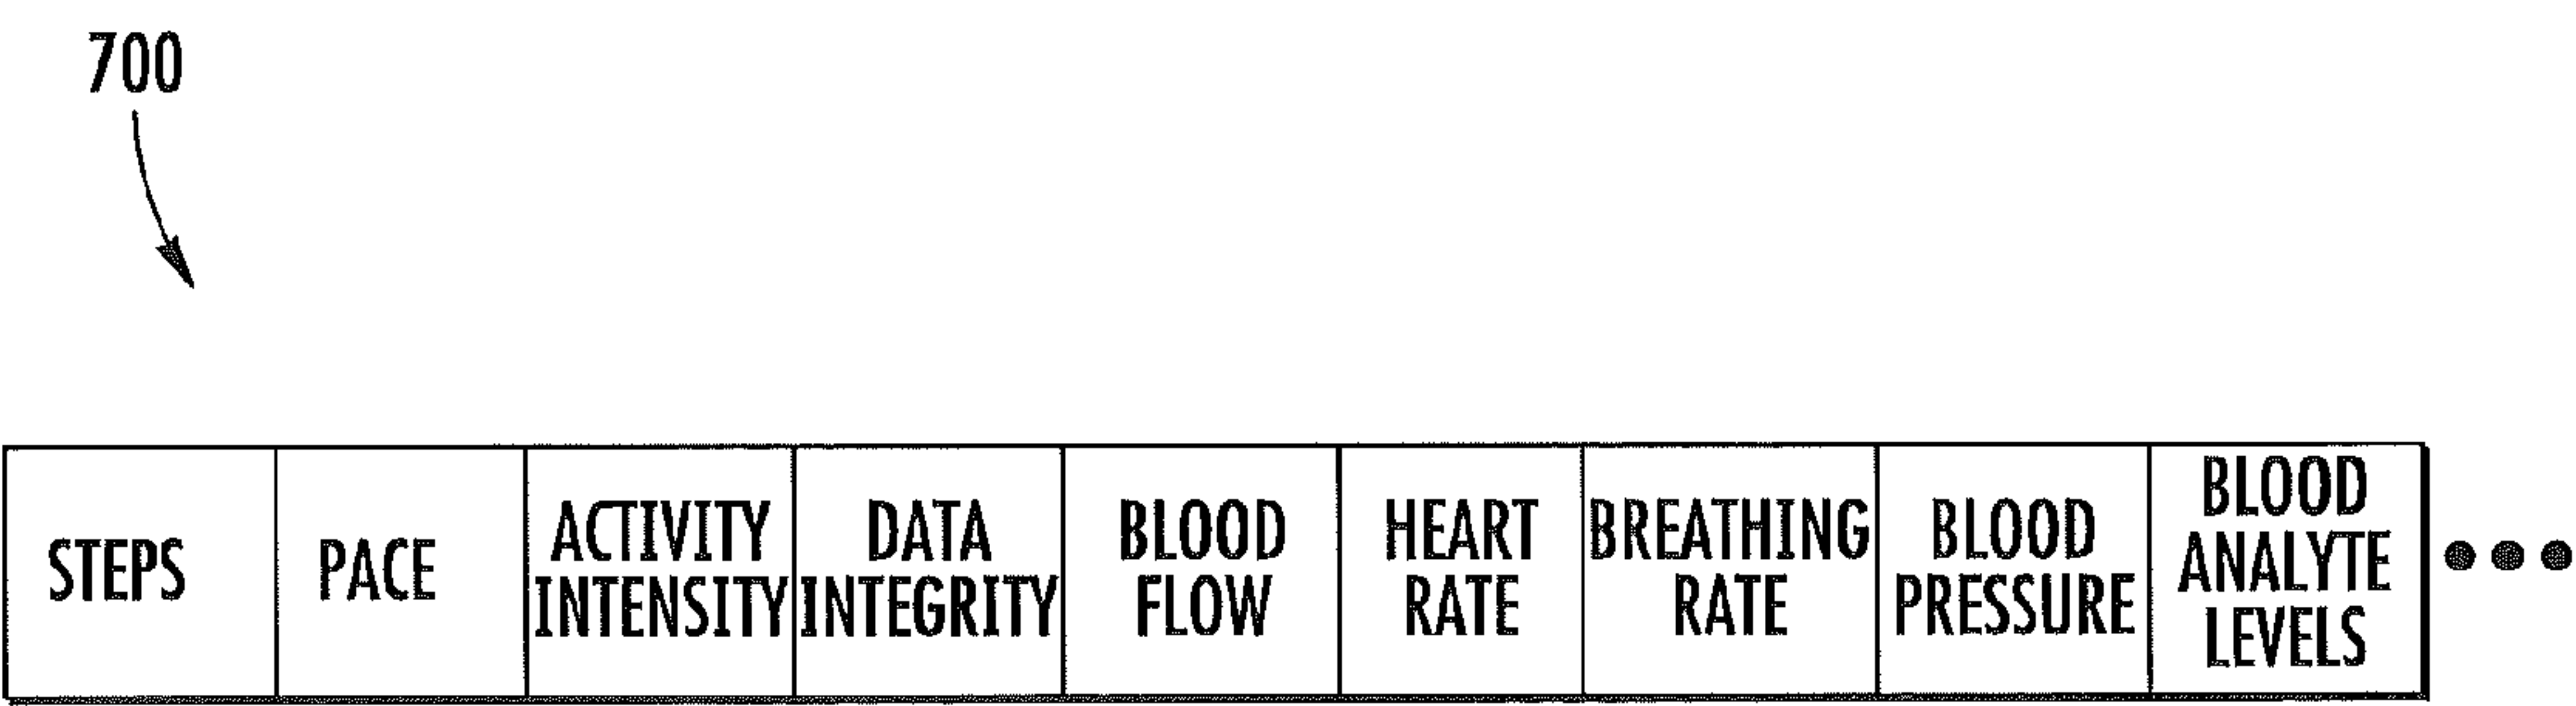 700
STEPS
PACE
ACTIVITY
INTENSITY
DATA
INTEGRITY
BLOOD
FLOW
HEART
RATE
BREATHING
RATE
BLOOD
PRESSURE
BLOOD
ANALYTE
LEVELS